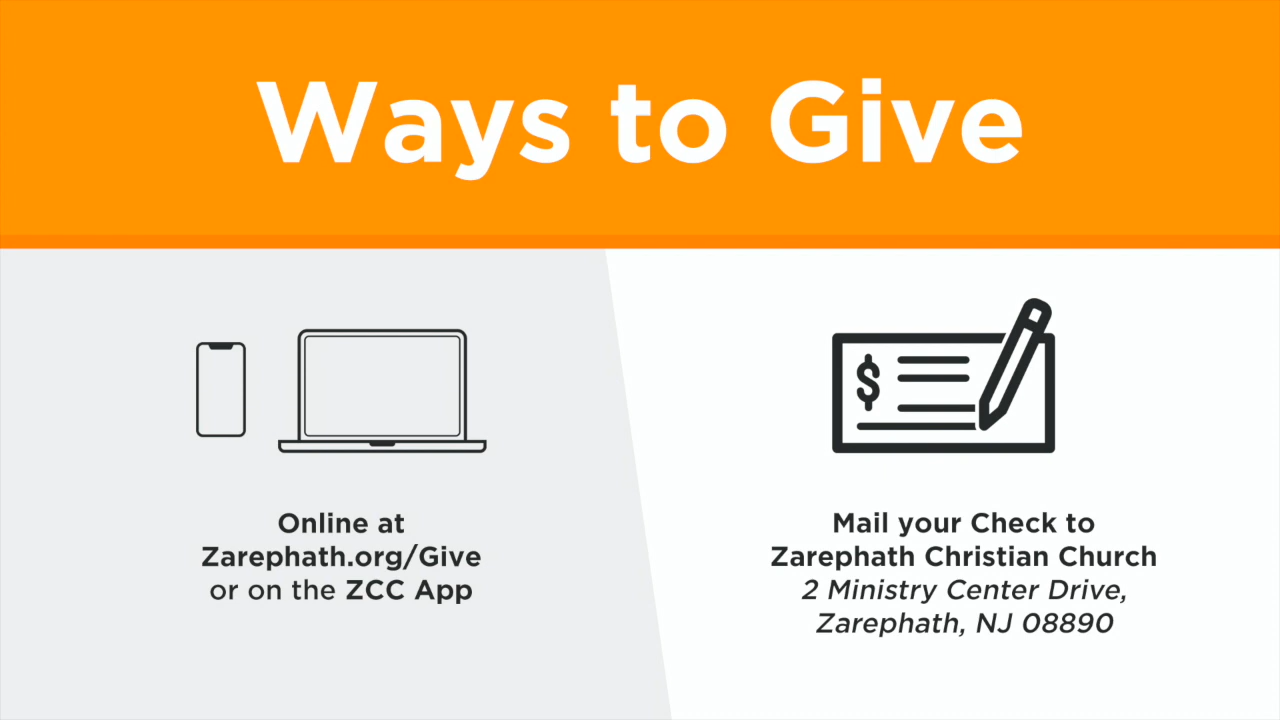 Ways to Give
$
Online at
Zarephath.org/Give
or on the ZCC App
Mail your Check to
Zarephath Christian Church
2 Ministry Center Drive,
Zarephath, NJ 08890